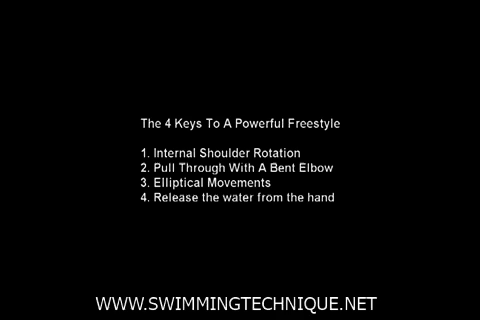 The 4 Keys To A Powerful Freestyle
1. Internal Shoulder Rotation
2. Pull Through With A Bent Elbow
3. Elliptical Movements
4. Release the water from the hand
WWW.SWIMMINGTECHNIQUE.NET